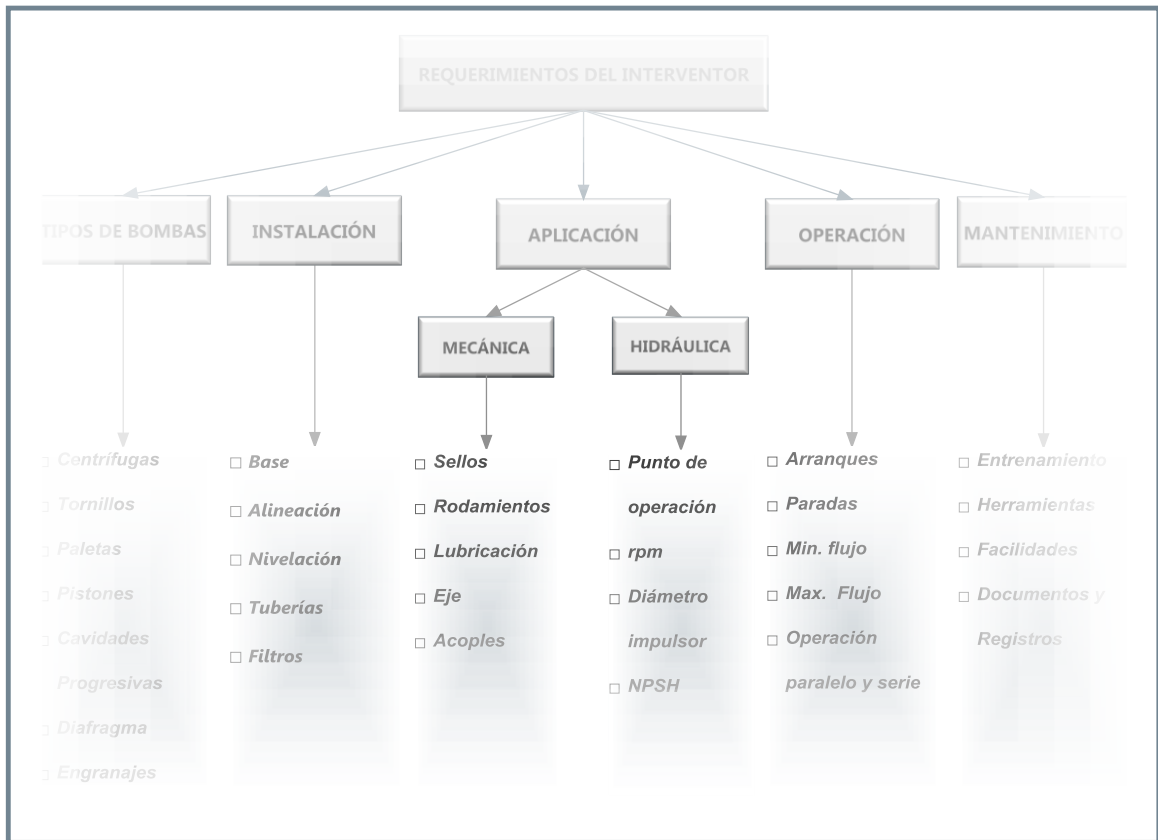 REQUERIMIENTOS DEL INTERVENTOR
TIPOS DE BOMBAS
INSTALACIÓN
APLICACIÓN
OPERACIÓN
MANTENIMIENTO
MECÁNICA
HIDRÁULICA
□ Centrífugas
□ Tornillos
□ Paletas
□ Pistones
□ Cavidades
Progresivas
□ Diafragma
□ Engranajes
□ Base
□ Alineación
□ Nivelación
□ Tuberías
□ Filtros
□ Sellos
□ Rodamientos
□ Lubricación
□ Eje
□ Acoples
□ Punto de
operación
□ rpm
□ Diámetro
impulsor
□ NPSH
□ Arranques
□ Paradas
□ Min. flujo
□ Max. Flujo
□ Operación
paralelo y serie
□ Entrenamiento
□ Herramientas
□ Facilidades
□ Documentos y
Registros